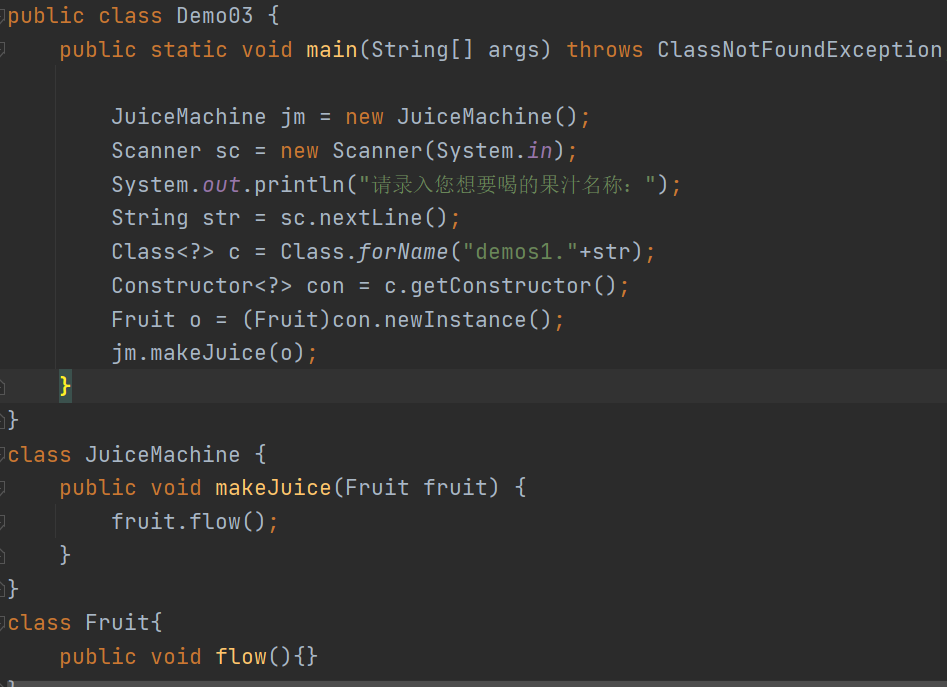 public class Demo03 {
    public static void main(String[] args) throws ClassNotFoundException
        JuiceMachine jm = new JuiceMachine();
        Scanner sc = new Scanner(System.in);
        System.out.println("请录入您想要喝的果汁名称：");
        String str = sc.nextLine();
        Class<?> c = Class.forName("demos1."+str);
        Constructor<?> con = c.getConstructor();
        Fruit o = (Fruit)con.newInstance();
        jm.makeJuice(o);
    }
}
class JuiceMachine {
    public void makeJuice(Fruit fruit) {
        fruit.flow();
    }
}
class Fruit{
    public void flow(){}